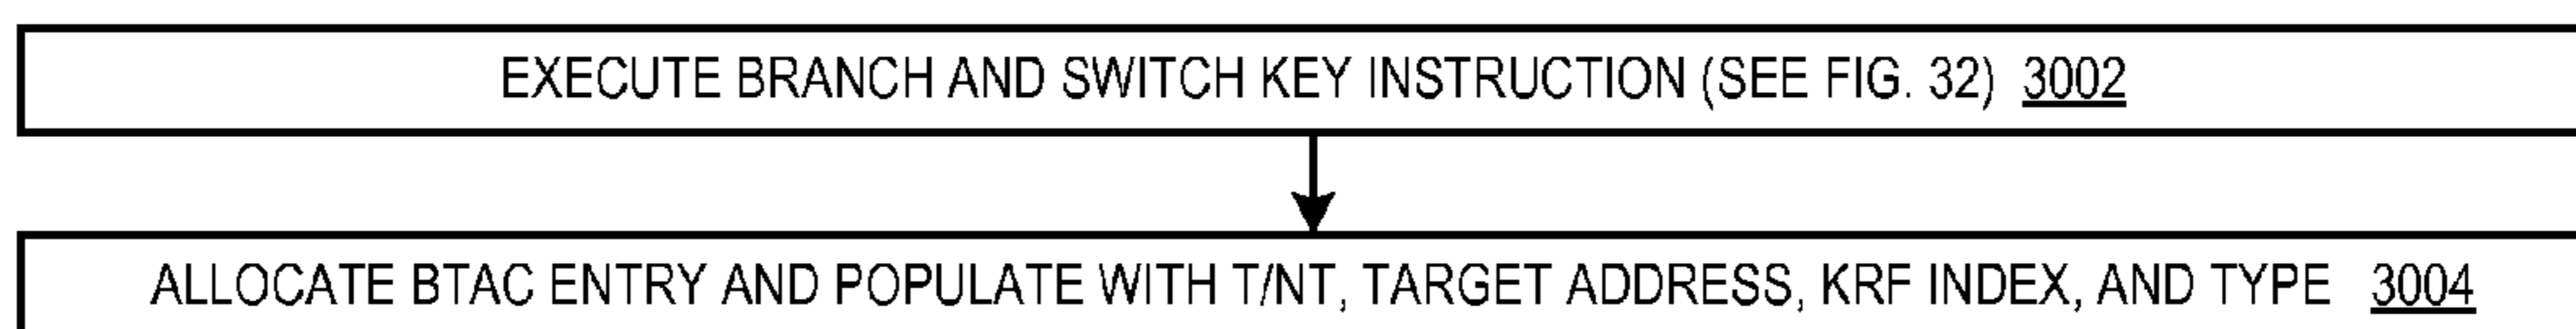 EXECUTE BRANCH AND SWITCH KEY INSTRUCTION (SEE FIG. 32) 3002
ALLOCATE BTAC ENTRY AND POPULATE WITH T/NT, TARGET ADDRESS, KRF INDEX, AND TYPE 3004